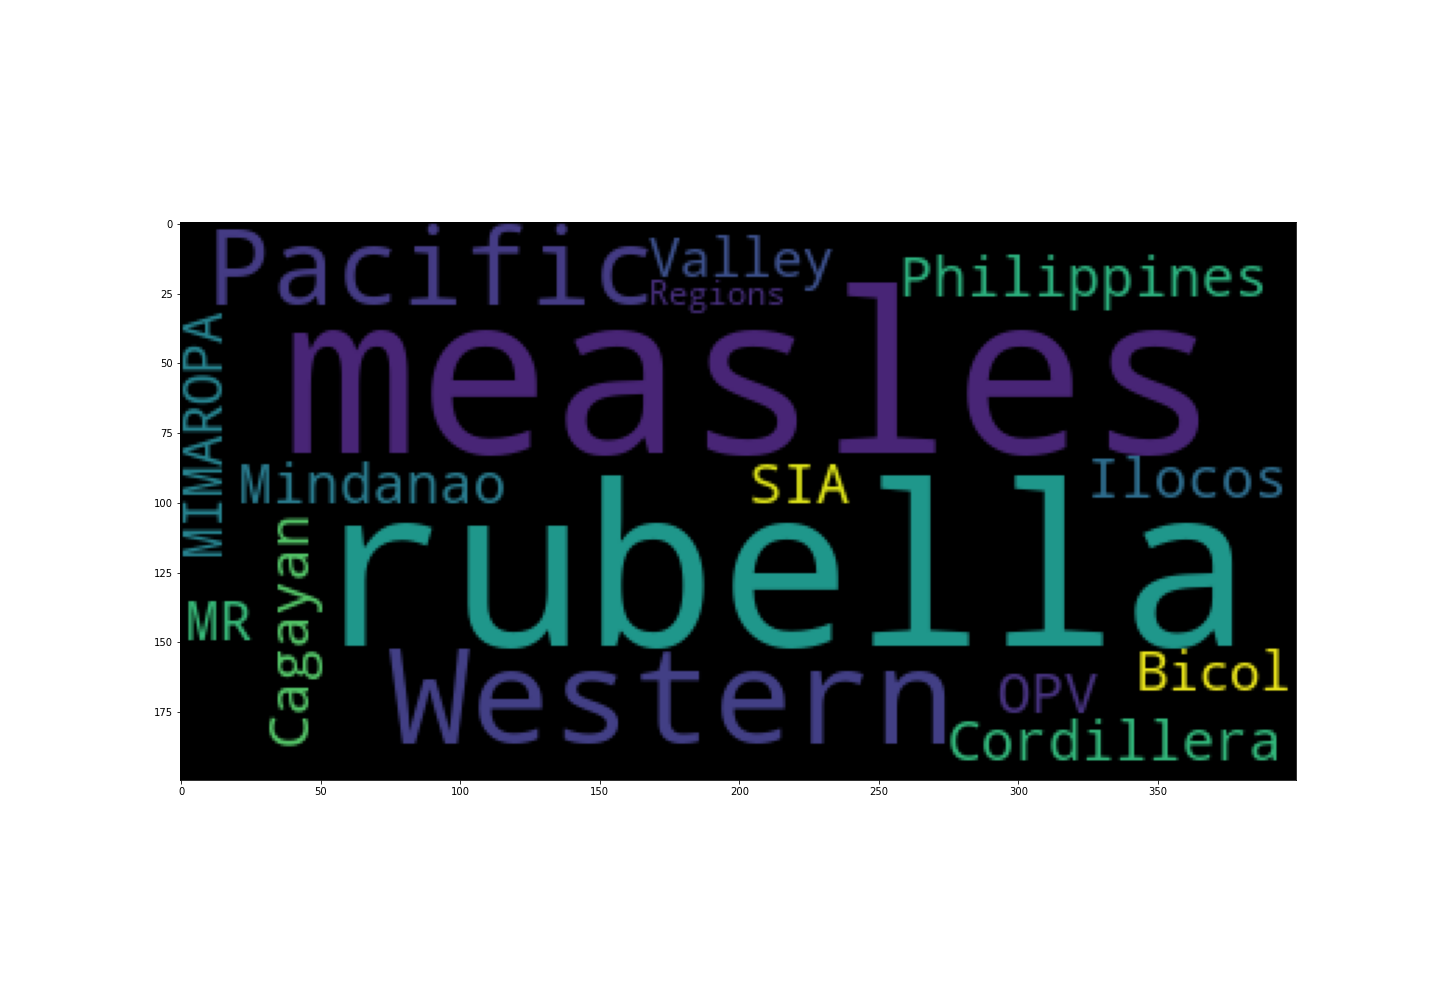 Pacific
Valley
Regions
Philippines
measles
MIMAROPA
Mindanao
SIA
Ilocos
rubella
Cagayan
MR
Western
OPV
Bicol
Cordillera
0
25
50
75
100
125
150
175
0 50 100 150 200 250 300 350